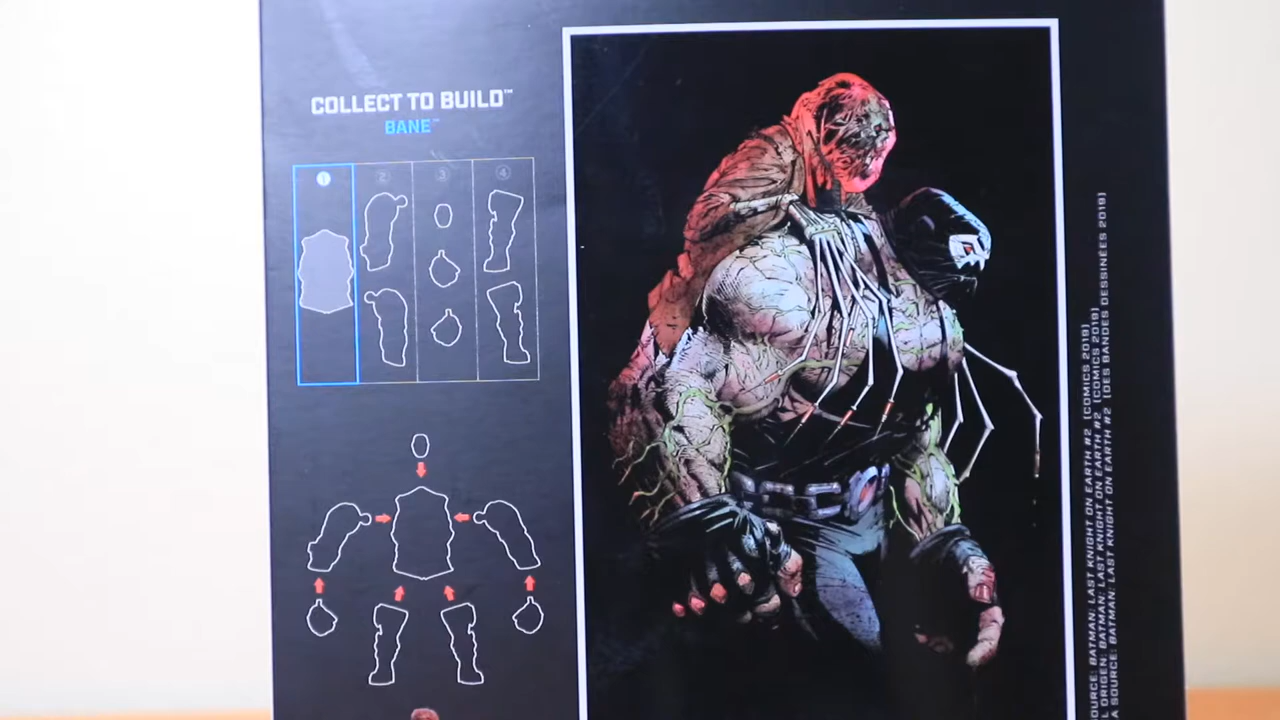 COLLECT TO BUILD™
BANE™
1 2 3 4
SOURCE: BATMAN: LAST KNIGHT ON EARTH #2 (COMICS 2019)
ORIGEN: BATMAN: LAST KNIGHT ON EARTH #2 (COMICS 2019)
A SOURCE: BATMAN: LAST KNIGHT ON EARTH #2 (DES BANDES DESSINÉES 2019)